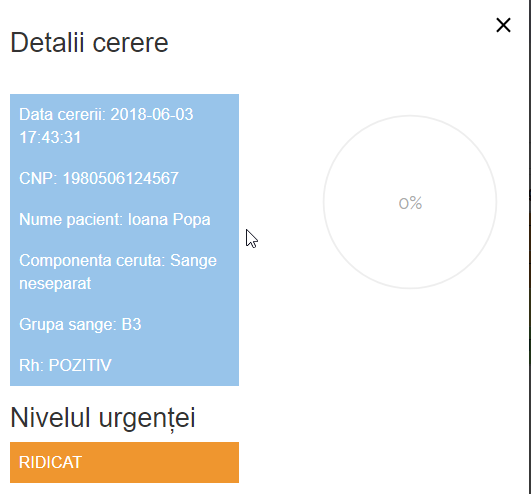 Detalii cerere
Data cererii: 2018-06-03
17:43:31
CNP: 1980506124567
Nume pacient: Ioana Popa
Componenta ceruta: Sange
neseparat
Grupa sange: B3
Rh: POZITIV
0%
Nivelul urgenței
RIDICAT